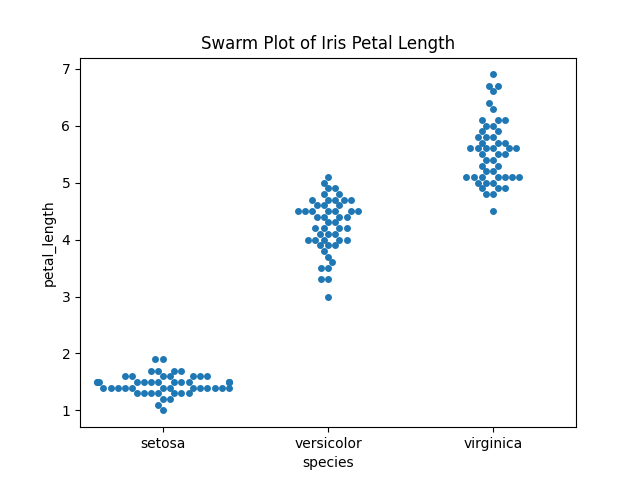 Swarm Plot of Iris Petal Length
7
6
5
4
3
2
1
petal_length
setosa versicolor virginica
species